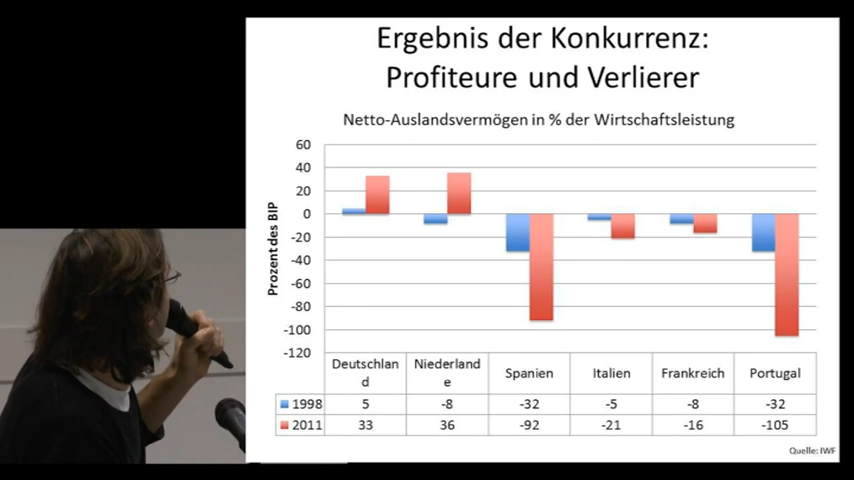 Ergebnis der Konkurrenz:
Profiteure und Verlierer
Netto-Auslandsvermögen in % der Wirtschaftsleistung
Prozent des BIP
60
40
20
0
-20
-40
-60
-80
-100
-120
Deutschlan
d
Niederland
e
Spanien
Italien
Frankreich
Portugal
1998 5 -8 -32 -5 -8 -32
2011 33 36 -92 -21 -16 -105
Quelle: IWF